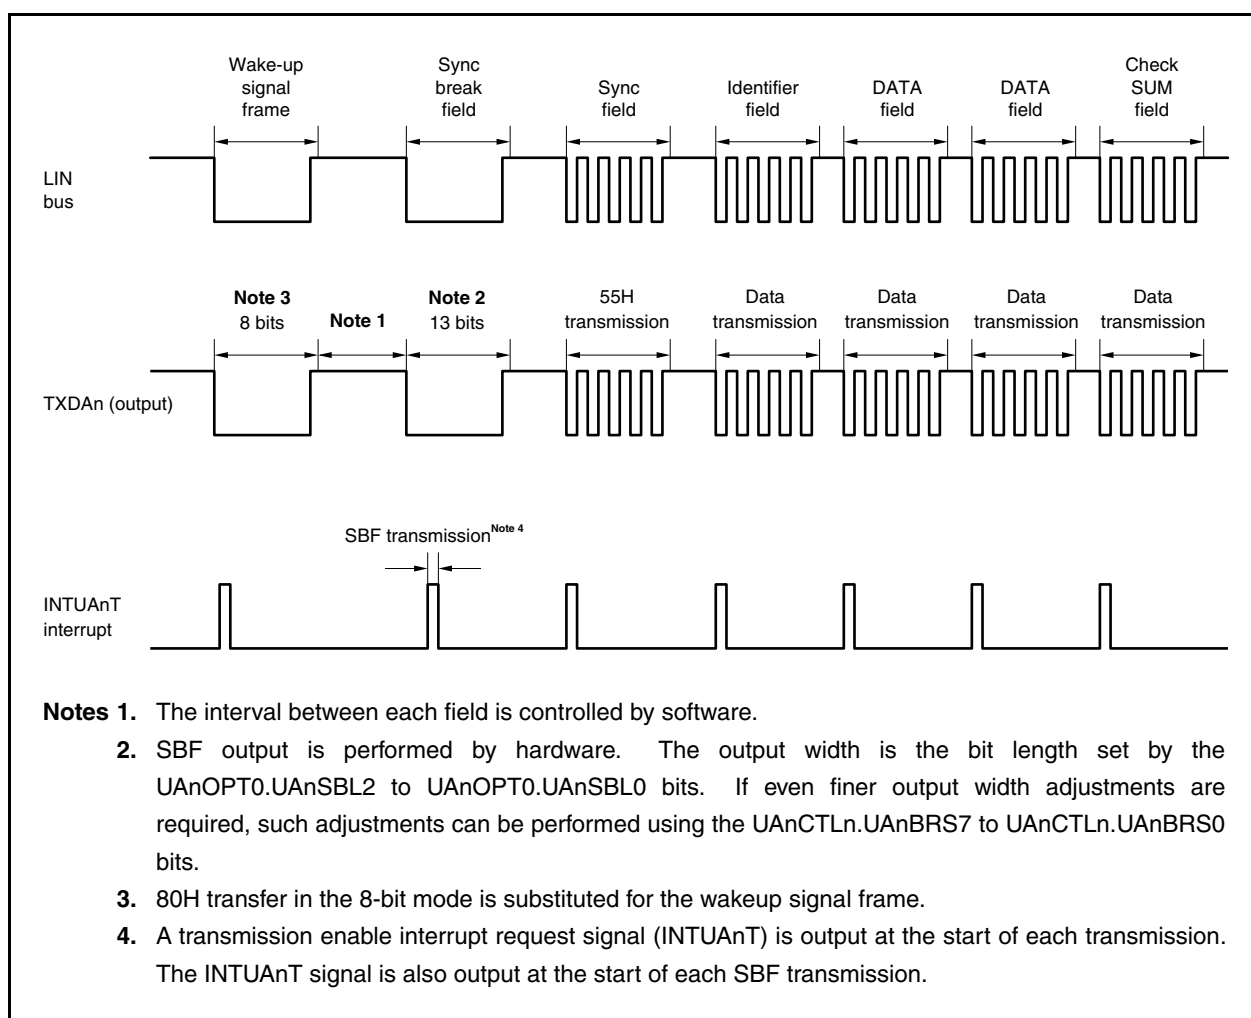 Wake-up
signal
frame
Sync
break
field
Sync
field
Identifier
field
DATA
field
DATA
field
Check
SUM
field
LIN
bus
Note 3
8 bits
Note 1
Note 2
13 bits
55H
transmission
Data
transmission
Data
transmission
Data
transmission
Data
transmission
TXDAn (output)
SBF transmission Note 4
INTUAnT
interrupt
Notes 1. The interval between each field is controlled by software.
2. SBF output is performed by hardware. The output width is the bit length set by the
UAnOPT0.UAnSBL2 to UAnOPT0.UAnSBL0 bits. If even finer output width adjustments are
required, such adjustments can be performed using the UAnCTLn.UAnBRS7 to UAnCTLn.UAnBRS0
bits.
3. 80H transfer in the 8-bit mode is substituted for the wakeup signal frame.
4. A transmission enable interrupt request signal (INTUAnT) is output at the start of each transmission.
The INTUAnT signal is also output at the start of each SBF transmission.